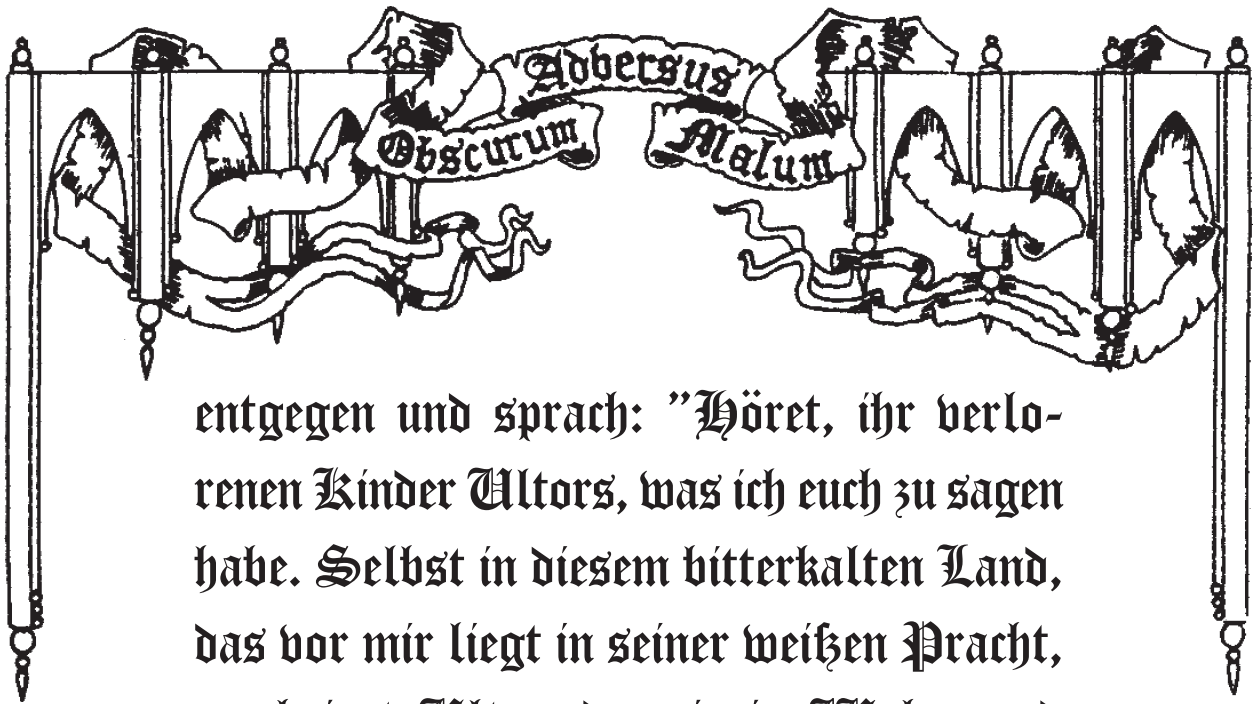 Adversus
Obscurum Malum
entgegen und sprach: "Höret, ihr verlo-
renen Kinder Ultors, was ich euch zu sagen
habe. Selbst in diesem bitterkalten Land,
das vor mir liegt in seiner weißen Pracht,